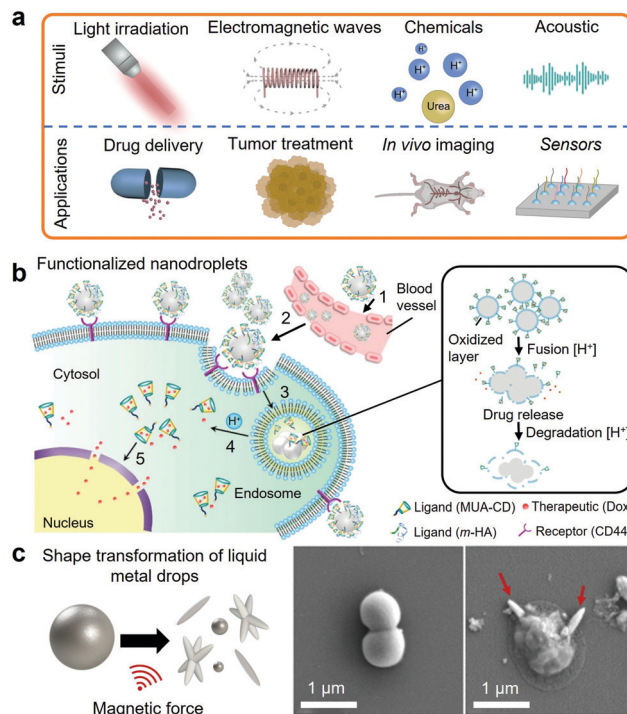 a
Light irradiation
Electromagnetic waves
Chemicals
Acoustic
Stimuli
H⁺
H⁺
H⁺
H⁺
H⁺
H⁺
Urea
Drug delivery
Tumor treatment
In vivo imaging
Sensors
Applications
b
Functionalized nanodroplets
1
2
Blood
vessel
Cytosol
3
H⁺
4
5
Endosome
Nucleus
Oxidized
layer
Fusion [H⁺]
Drug release
Degradation [H⁺]
Ligand (MUA-CD)
Therapeutic (Dox
Ligand (m-HA)
Receptor (CD44
c
Shape transformation of liquid
metal drops
Magnetic force
1 µm
1 µm